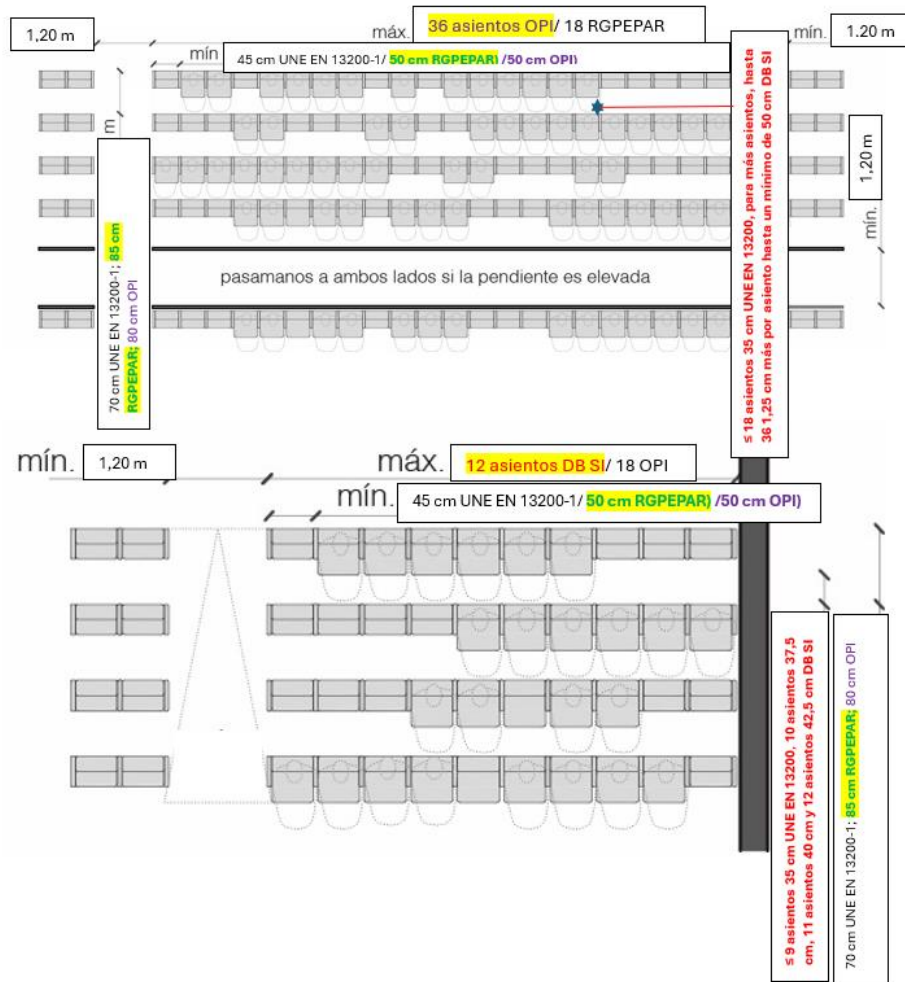 1,20 m
máx. 36 asientos OPI/ 18 RGPEPAR
mín. 1.20 m
mín 45 cm UNE EN 13200-1/ 50 cm RGPEPAR) /50 cm OPI)
m
70 cm UNE EN 13200-1; 85 cm
RGPEPAR; 80 cm OPI
≤ 18 asientos 35 cm UNE EN 13200, para más asientos, hasta
36 1,25 cm más por asiento hasta un mínimo de 50 cm DB SI
1,20 m
mín.
pasamanos a ambos lados si la pendiente es elevada
mín. 1,20 m
máx. 12 asientos DB SI/ 18 OPI
mín. 45 cm UNE EN 13200-1/ 50 cm RGPEPAR) /50 cm OPI)
≤ 9 asientos 35 cm UNE EN 13200, 10 asientos 37,5
cm, 11 asientos 40 cm y 12 asientos 42,5 cm DB SI
70 cm UNE EN 13200-1; 85 cm RGPEPAR; 80 cm OPI